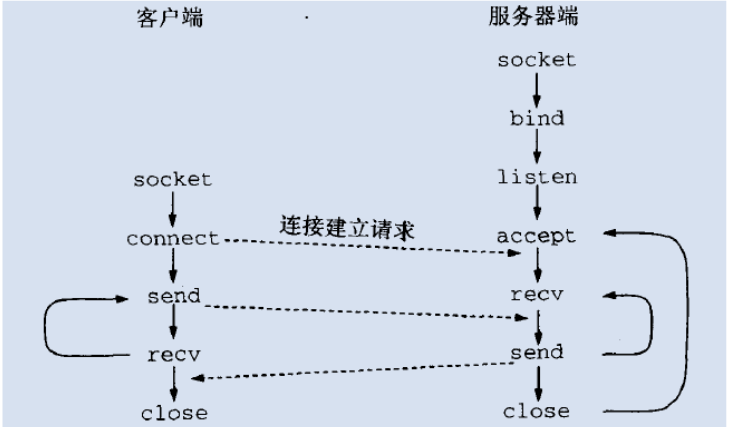 客户端
服务器端
socket
bind
listen
socket
connect
连接建立请求
accept
send
recv
recv
send
close
close